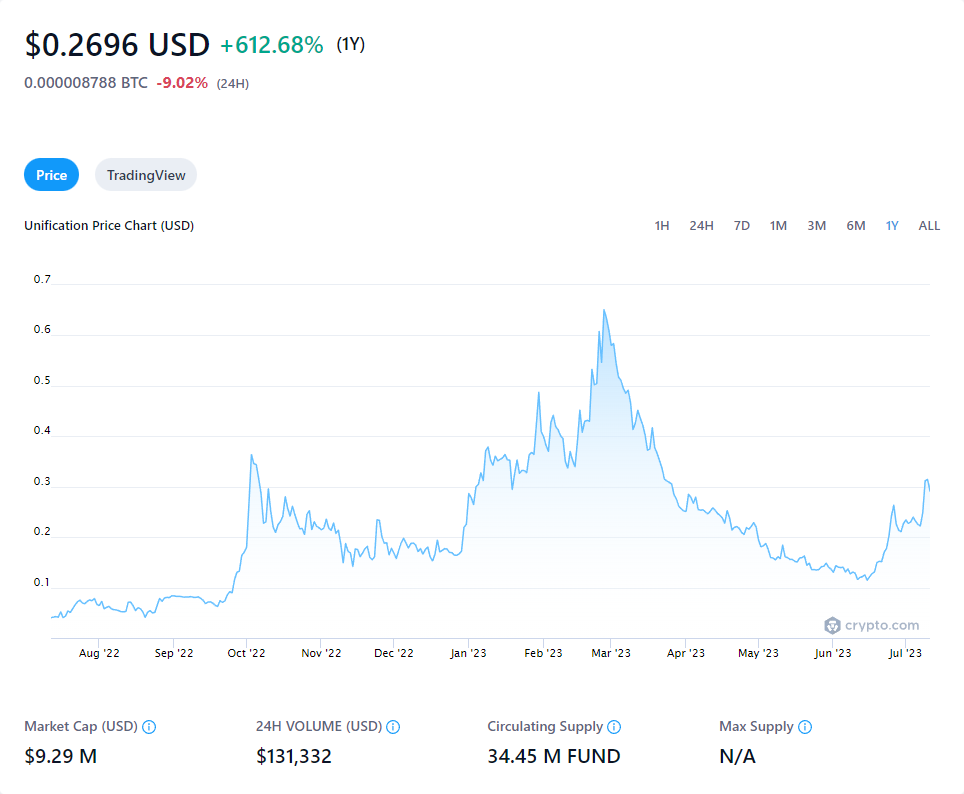 $0.2696 USD +612.68% (1Y)
0.000008788 BTC -9.02% (24H)
Price TradingView
Unification Price Chart (USD) 1H 24H 7D 1M 3M 6M 1Y ALL
0.7
0.6
0.5
0.4
0.3
0.2
0.1
crypto.com
Aug '22 Sep '22 Oct '22 Nov '22 Dec '22 Jan '23 Feb '23 Mar '23 Apr '23 May '23 Jun '23 Jul '23
Market Cap (USD) 24H VOLUME (USD) Circulating Supply Max Supply
$9.29 M $131,332 34.45 M FUND N/A